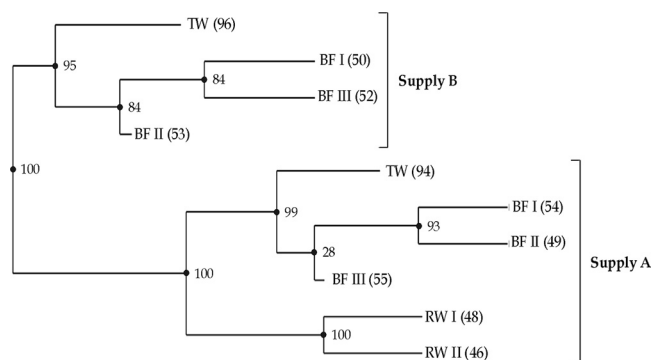 TW (96)
95
BF I (50)
84
Supply B
BF III (52)
84
BF II (53)
100
TW (94)
BF I (54)
99
93
BF II (49)
28
Supply A
100
BF III (55)
RW I (48)
100
RW II (46)